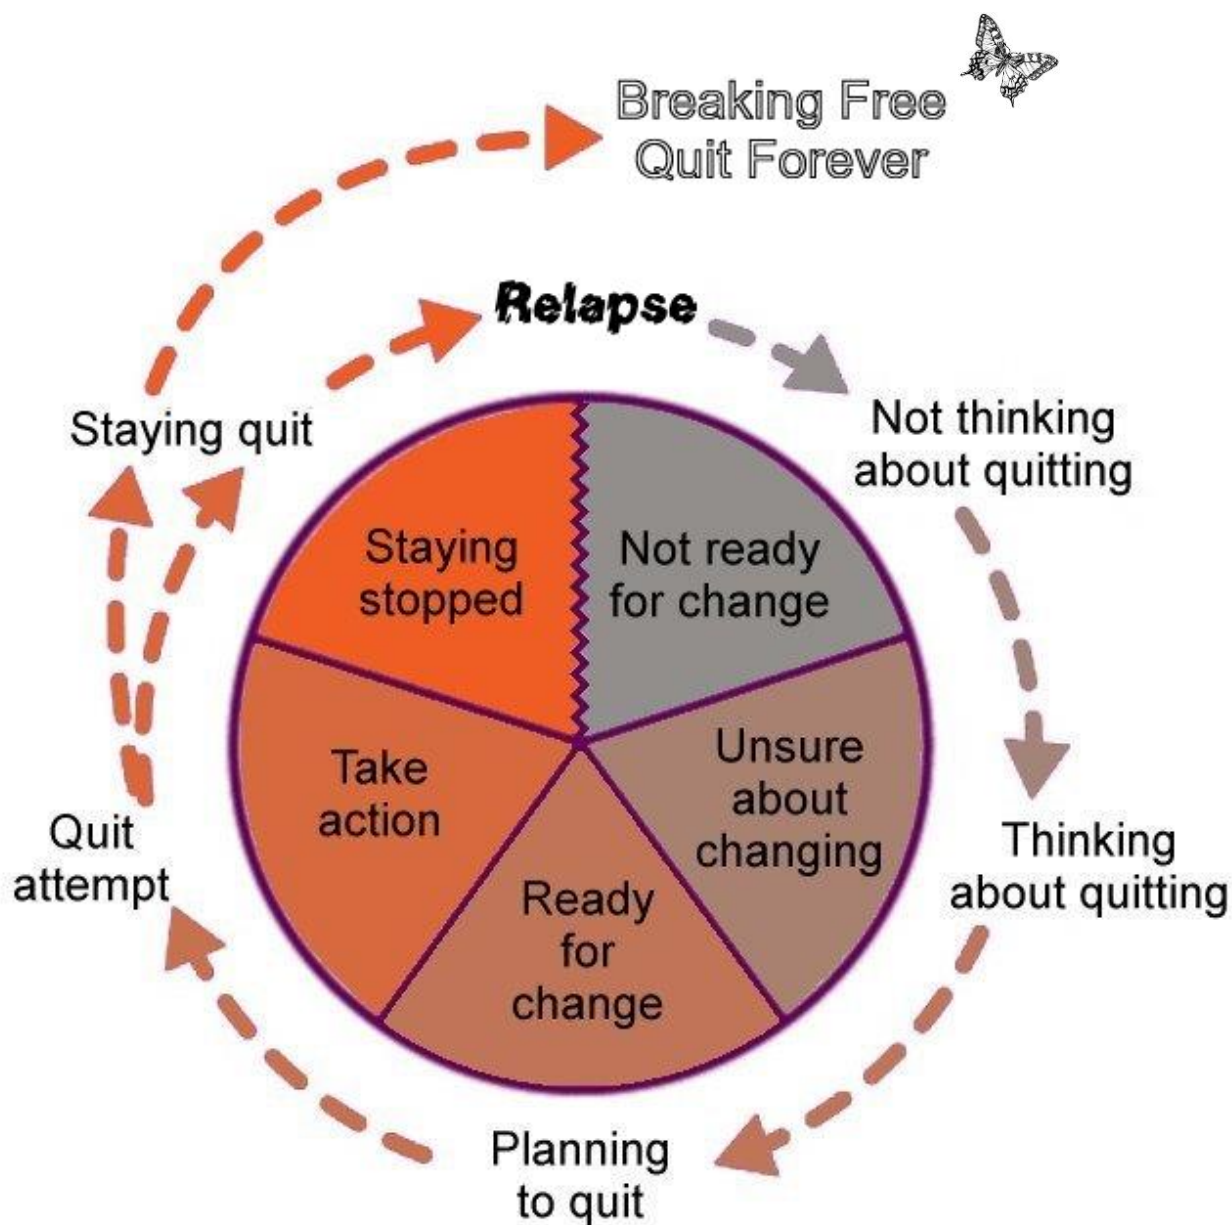 Breaking Free
Quit Forever
Relapse
Not thinking
about quitting
Thinking
about quitting
Planning
to quit
Quit
attempt
Staying quit
Staying
stopped
Not ready
for change
Unsure
about
changing
Ready
for
change
Take
action